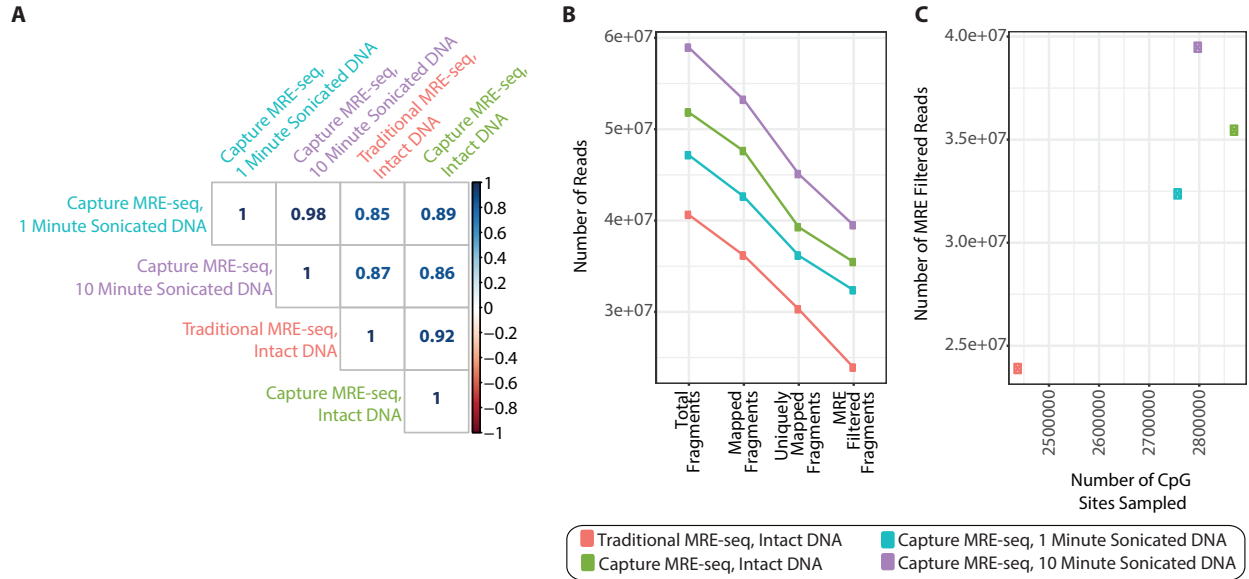 A
Capture MRE-seq,
1 Minute Sonicated DNA
Capture MRE-seq,
10 Minute Sonicated DNA
Traditional MRE-seq,
Intact DNA
Capture MRE-seq,
Intact DNA
Capture MRE-seq,
1 Minute Sonicated DNA
1 0.98 0.85 0.89
Capture MRE-seq,
10 Minute Sonicated DNA
1 0.87 0.86
Traditional MRE-seq,
Intact DNA
1 0.92
Capture MRE-seq,
Intact DNA
1
1
0.8
0.6
0.4
0.2
0
−0.2
−0.4
−0.6
−0.8
−1
B
Number of Reads
6e+07
5e+07
4e+07
3e+07
Total
Fragments
Mapped
Fragments
Uniquely
Mapped
Fragments
MRE
Filtered
Fragments
C
Number of MRE Filtered Reads
4.0e+07
3.5e+07
3.0e+07
2.5e+07
2500000
2600000
2700000
2800000
Number of CpG
Sites Sampled
Traditional MRE-seq, Intact DNA
Capture MRE-seq, Intact DNA
Capture MRE-seq, 1 Minute Sonicated DNA
Capture MRE-seq, 10 Minute Sonicated DNA